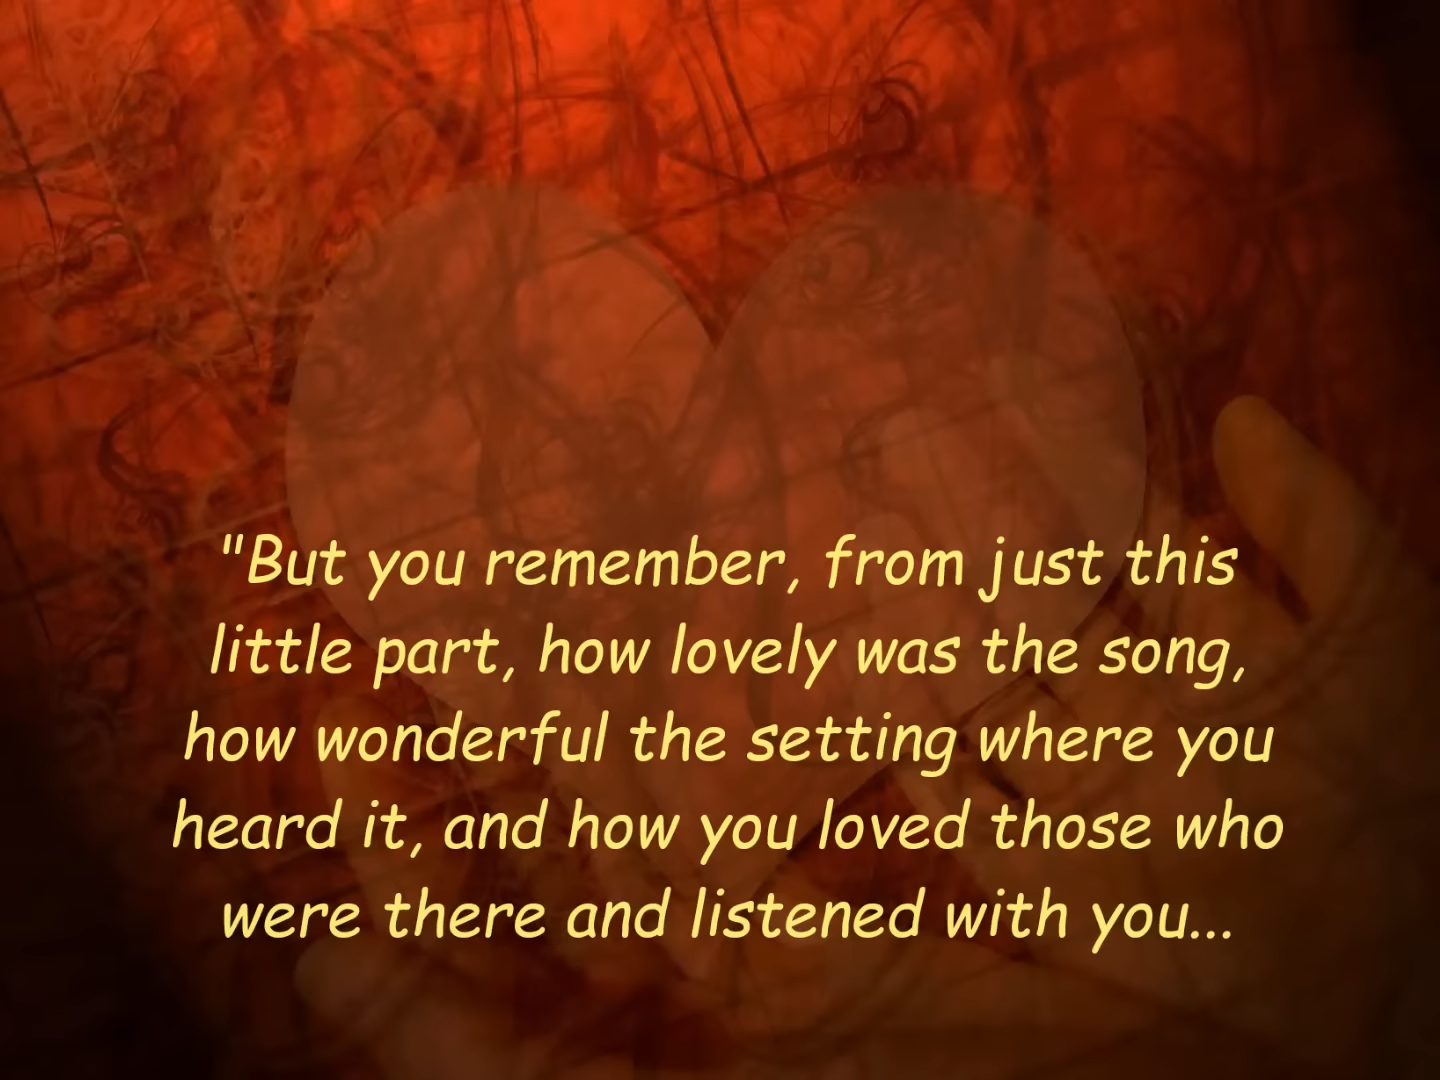 "But you remember, from just this
little part, how lovely was the song,
how wonderful the setting where you
heard it, and how you loved those who
were there and listened with you...